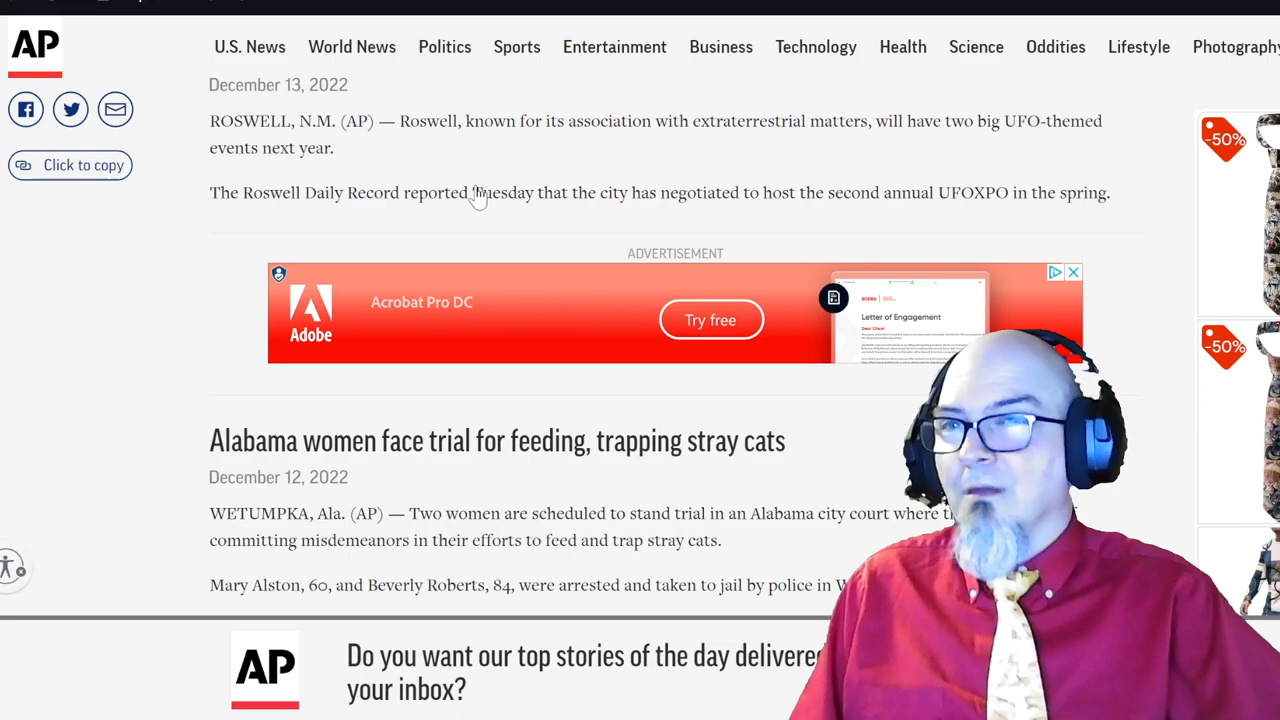 AP
U.S. News World News Politics Sports Entertainment Business Technology Health Science Oddities Lifestyle Photography
December 13, 2022
Click to copy
ROSWELL, N.M. (AP) — Roswell, known for its association with extraterrestrial matters, will have two big UFO-themed
events next year.
The Roswell Daily Record reported Tuesday that the city has negotiated to host the second annual UFOXPO in the spring.
-50%
ADVERTISEMENT
Adobe
Acrobat Pro DC
Try free
Letter of Engagement
Dear Client
-50%
Alabama women face trial for feeding, trapping stray cats
December 12, 2022
WETUMPKA, Ala. (AP) — Two women are scheduled to stand trial in an Alabama city court where
committing misdemeanors in their efforts to feed and trap stray cats.
Mary Alston, 60, and Beverly Roberts, 84, were arrested and taken to jail by police in
AP
Do you want our top stories of the day delivered
your inbox?